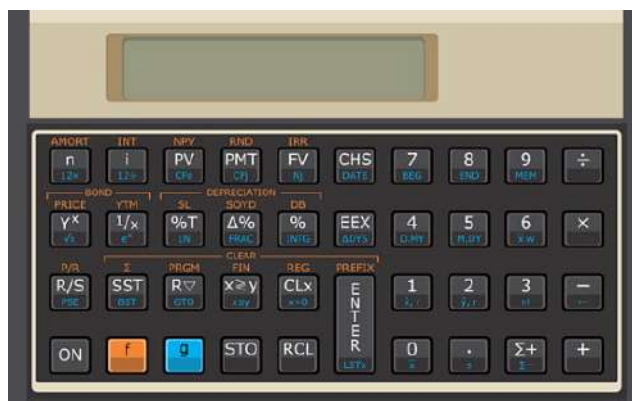 AMORT INT NPV RND IRR
n i PV PMT FV CHS 7 8 9 ÷
12× 12÷ CFo CFj Nj DATE BEG END MEM
BOND DEPRECIATION
PRICE YTM SL SOYD DB
Yˣ 1/x %T Δ% % EEX 4 5 6 ×
√x eˣ LN FRAC INTG ΔDYS D.MY M.DY x̄w
CLEAR
P/R Σ PRGM FIN REG PREFIX
R/S SST R▽ x≷y CLx ENTER 1 2 3 −
PSE BST GTO x≤y x=0 x̂,r ŷ,r n!
ON f g STO RCL 0 . Σ+ +
LSTx x̄ s Σ-